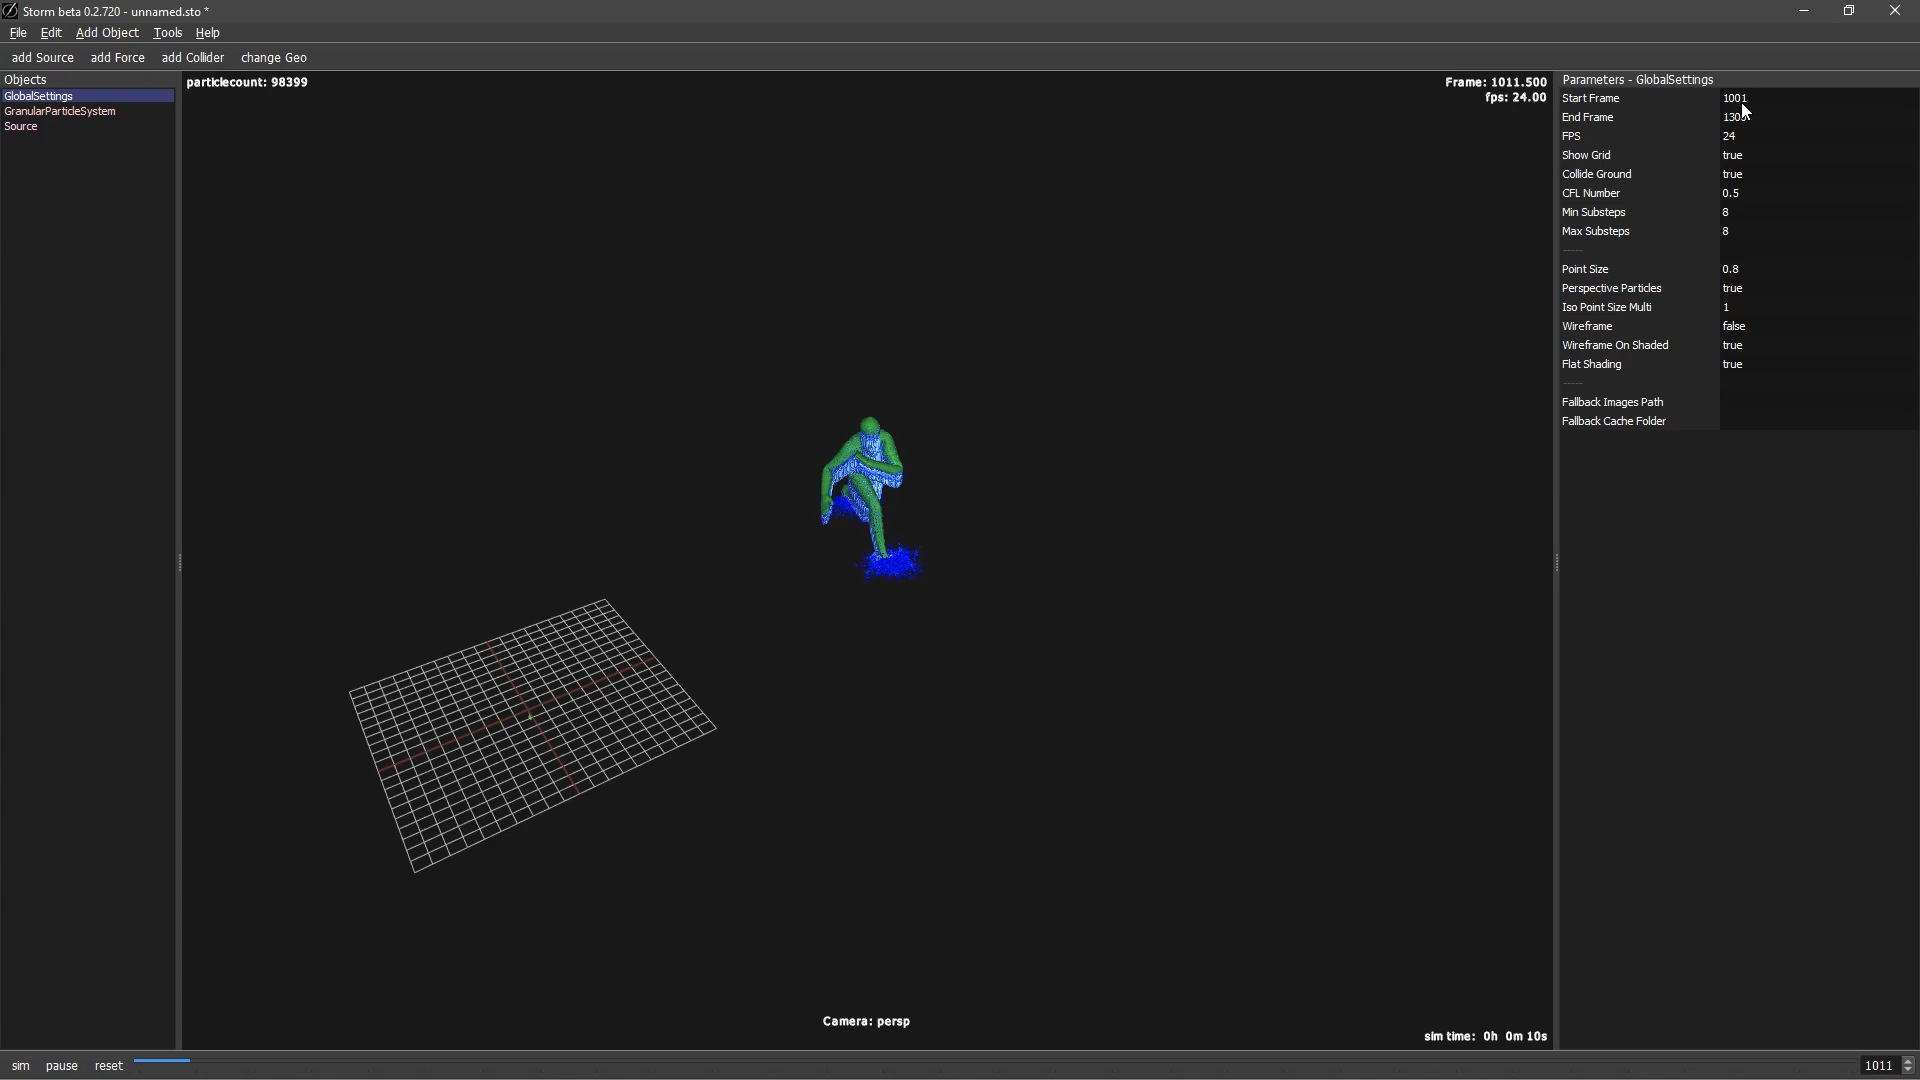 Storm beta 0.2.720 - unnamed.sto *
File Edit Add Object Tools Help
add Source add Force add Collider change Geo
Objects
GlobalSettings
GranularParticleSystem
Source
particlecount: 98399
Frame: 1011.500
fps: 24.00
Camera: persp
sim time: 0h 0m 10s
Parameters - GlobalSettings
Start Frame 1001
End Frame
FPS 24
Show Grid true
Collide Ground true
CFL Number 0.5
Min Substeps 8
Max Substeps 8
-----
Point Size 0.8
Perspective Particles true
Iso Point Size Multi 1
Wireframe false
Wireframe On Shaded true
Flat Shading true
-----
Fallback Images Path
Fallback Cache Folder
sim pause reset 1011